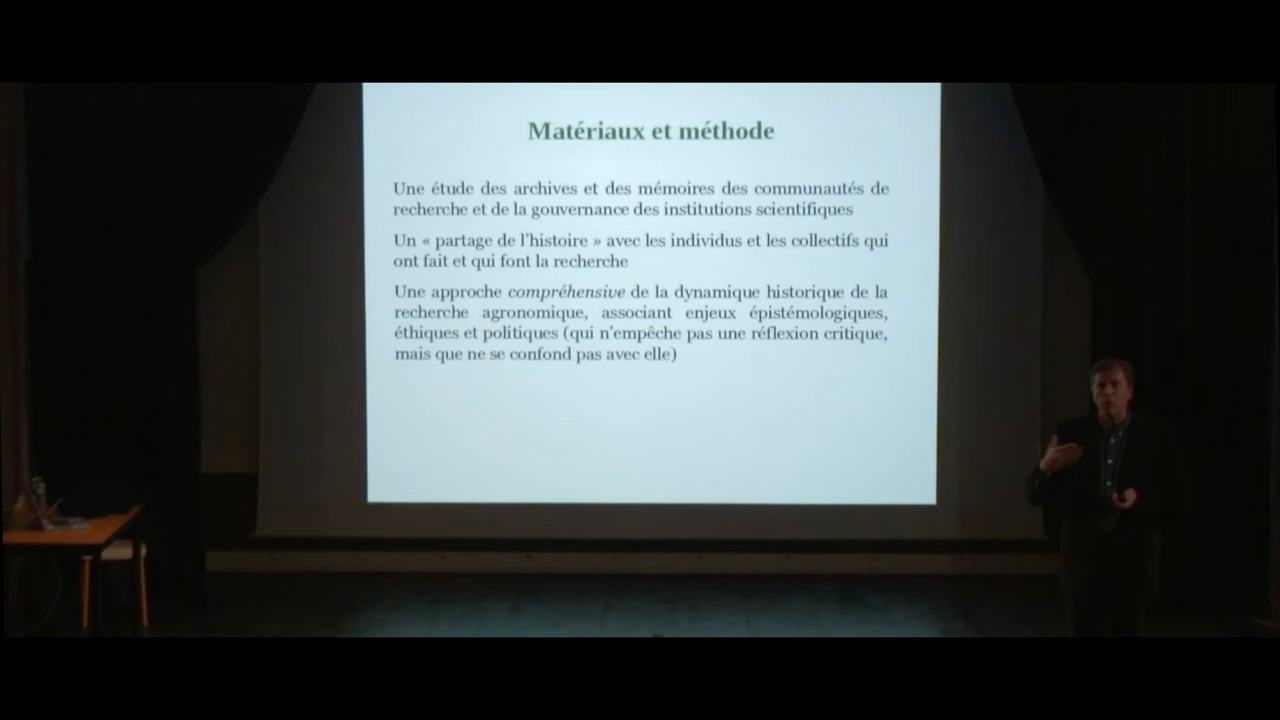 Matériaux et méthode
Une étude des archives et des mémoires des communautés de
recherche et de la gouvernance des institutions scientifiques
Un « partage de l'histoire » avec les individus et les collectifs qui
ont fait et qui font la recherche
Une approche compréhensive de la dynamique historique de la
recherche agronomique, associant enjeux épistémologiques,
éthiques et politiques (qui n'empêche pas une réflexion critique,
mais que ne se confond pas avec elle)